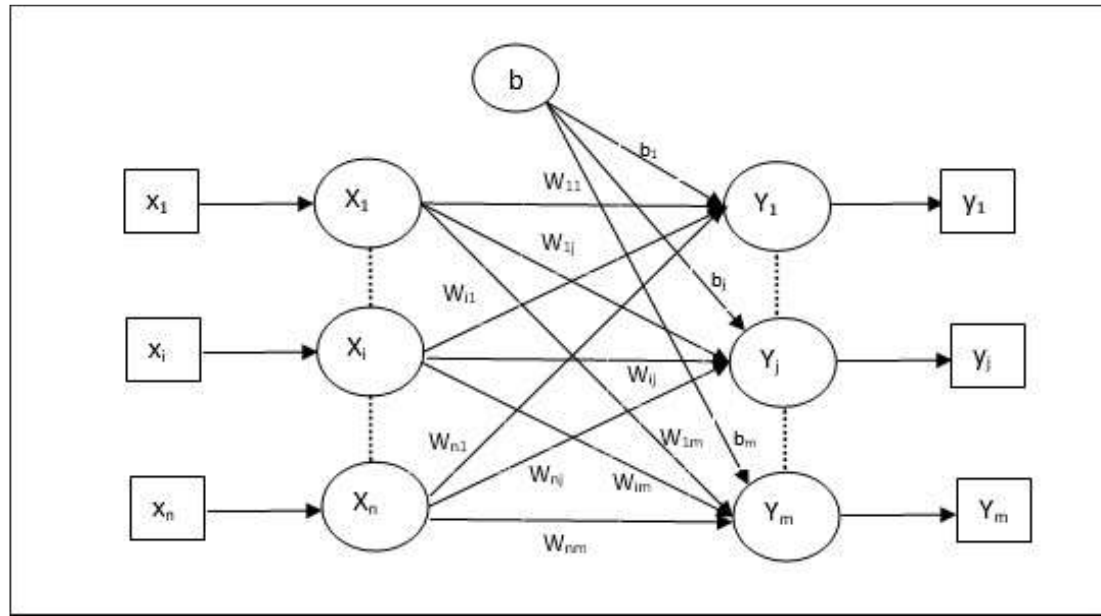 b
b₁
x₁ X₁ W₁₁ Y₁ y₁
W₁ⱼ
Wᵢ₁ bⱼ
xᵢ Xᵢ Wᵢⱼ Yⱼ yⱼ
Wₙ₁ W₁ₘ bₘ
Wₙⱼ Wᵢₘ
xₙ Xₙ Yₘ Yₘ
Wₙₘ